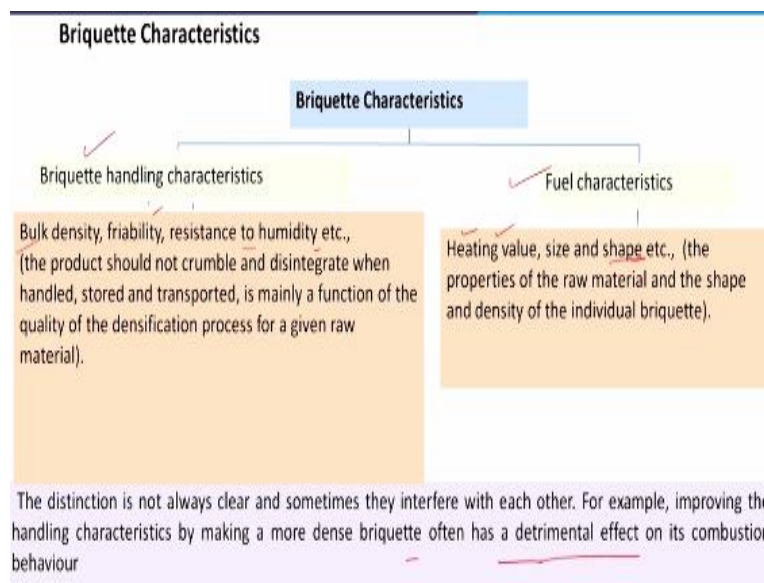 Briquette Characteristics
Briquette Characteristics
Briquette handling characteristics
Fuel characteristics
Bulk density, friability, resistance to humidity etc.,
(the product should not crumble and disintegrate when
handled, stored and transported, is mainly a function of the
quality of the densification process for a given raw
material).
Heating value, size and shape etc., (the
properties of the raw material and the shape
and density of the individual briquette).
The distinction is not always clear and sometimes they interfere with each other. For example, improving the
handling characteristics by making a more dense briquette often has a detrimental effect on its combustion
behaviour